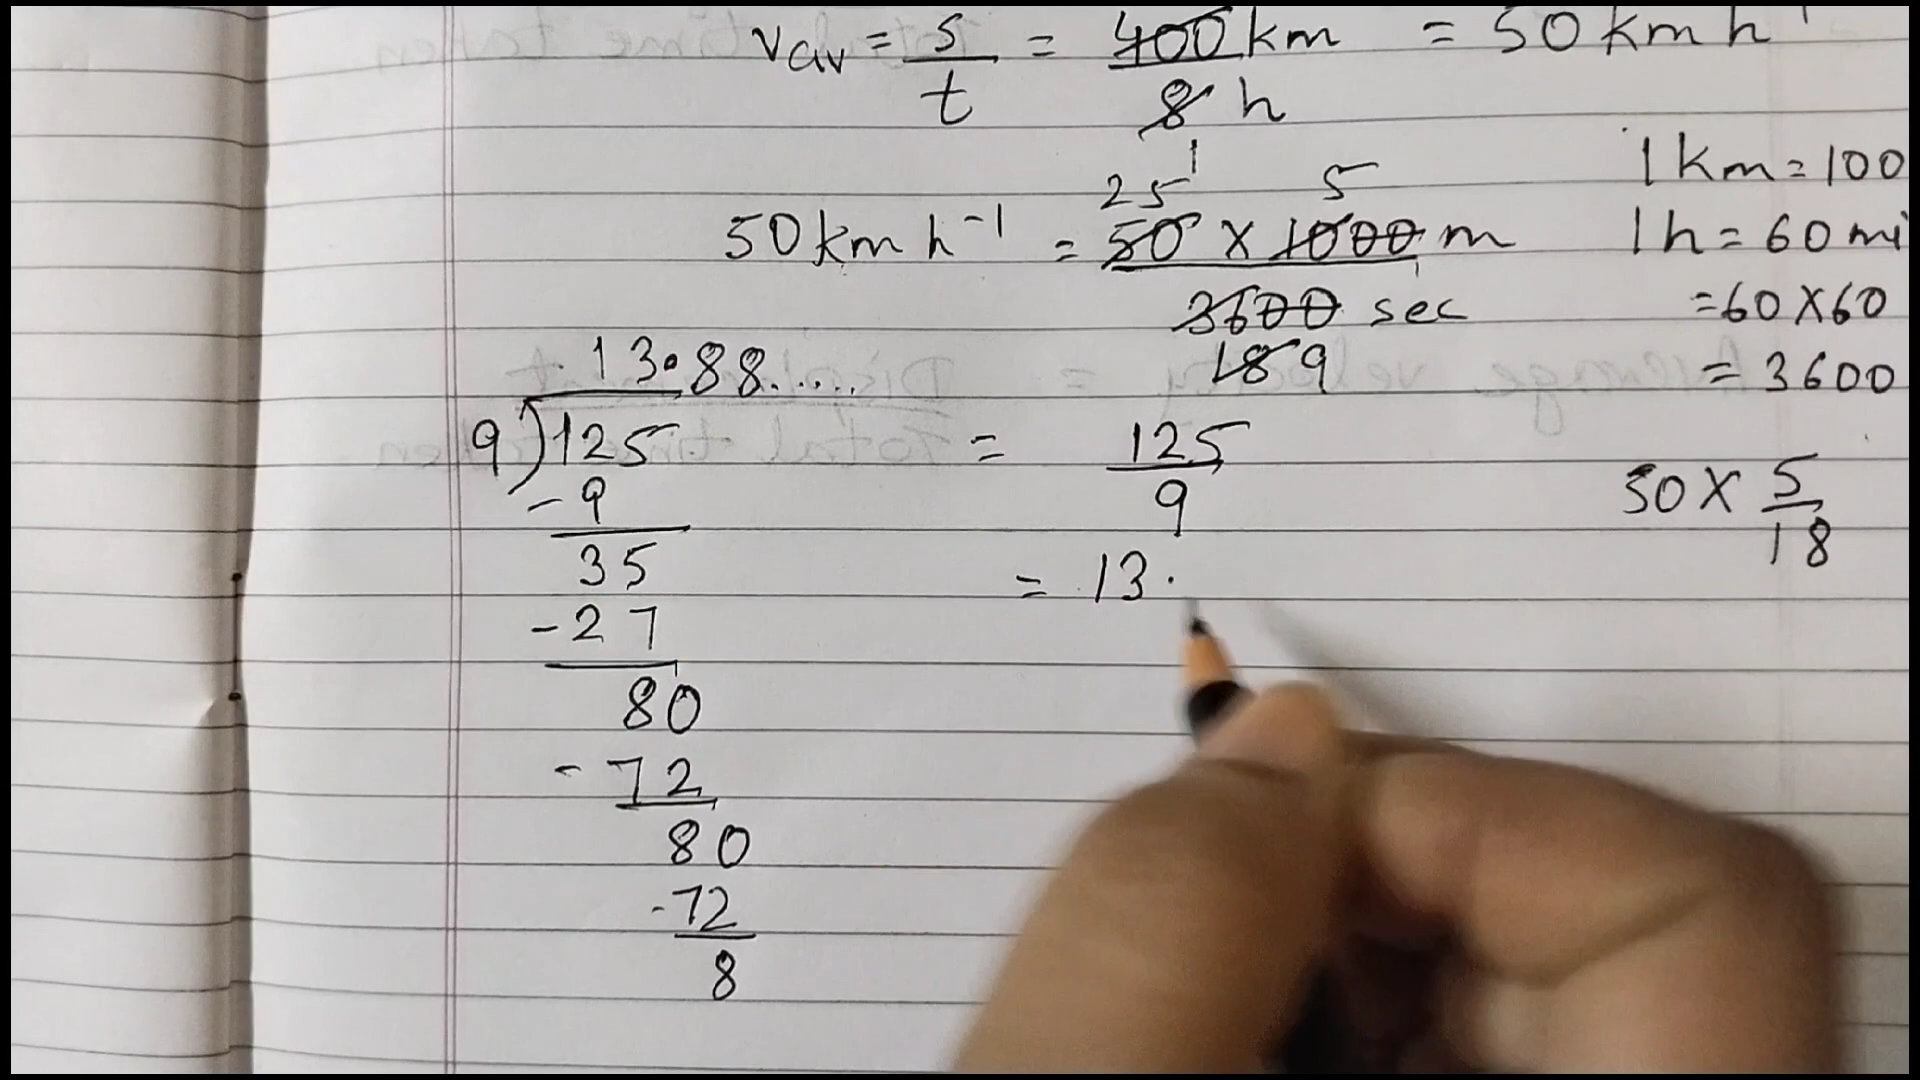 Vav = s/t = 400 km / 8 h = 50 km h
1 km = 100
50 km h⁻¹ = 50 × 1000 m / 3600 sec
25 1 5
1 h = 60 mi
= 60 × 60
= 3600
18 9
13.88.....
9)125
= 125/9
50 × 5/18
- 9
35
= 13.
- 27
80
- 72
80
- 72
8